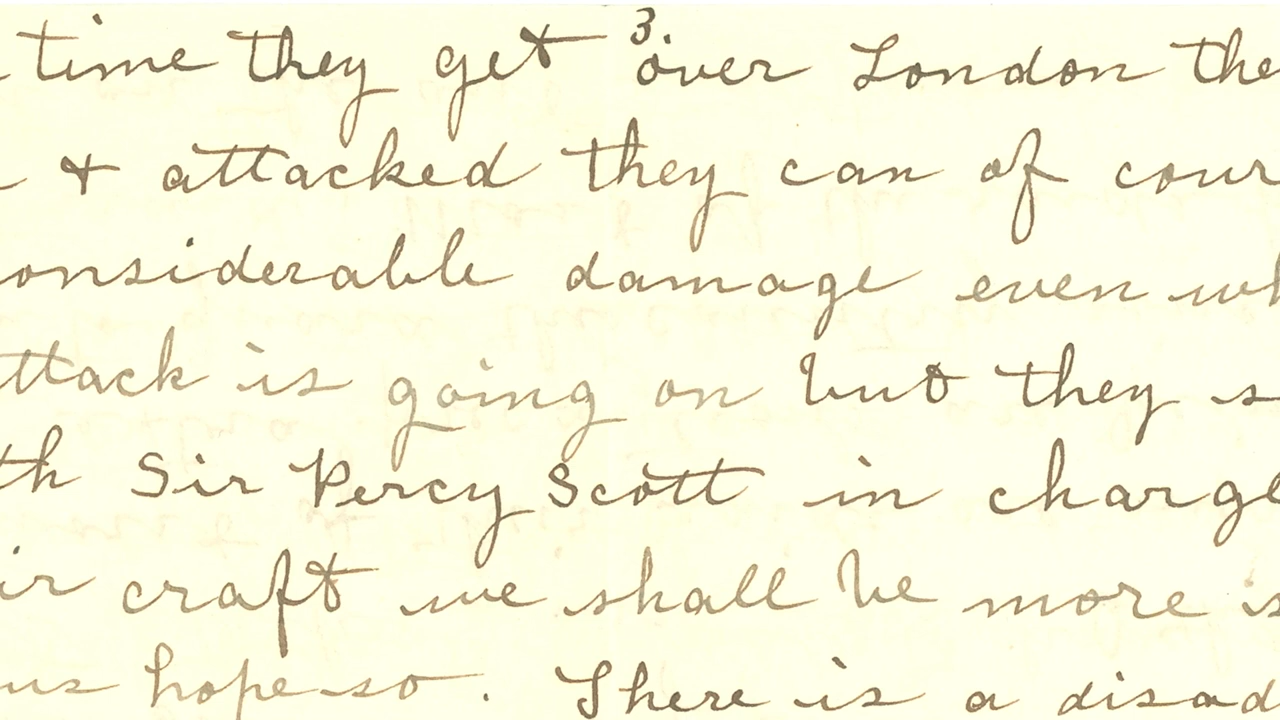 3.
time they get over London the
& attacked they can of cour
onsiderable damage even wh
ttack is going on but they s
th Sir Percy Scott in charge
ir craft we shall be more is
us hope so. There is a disad